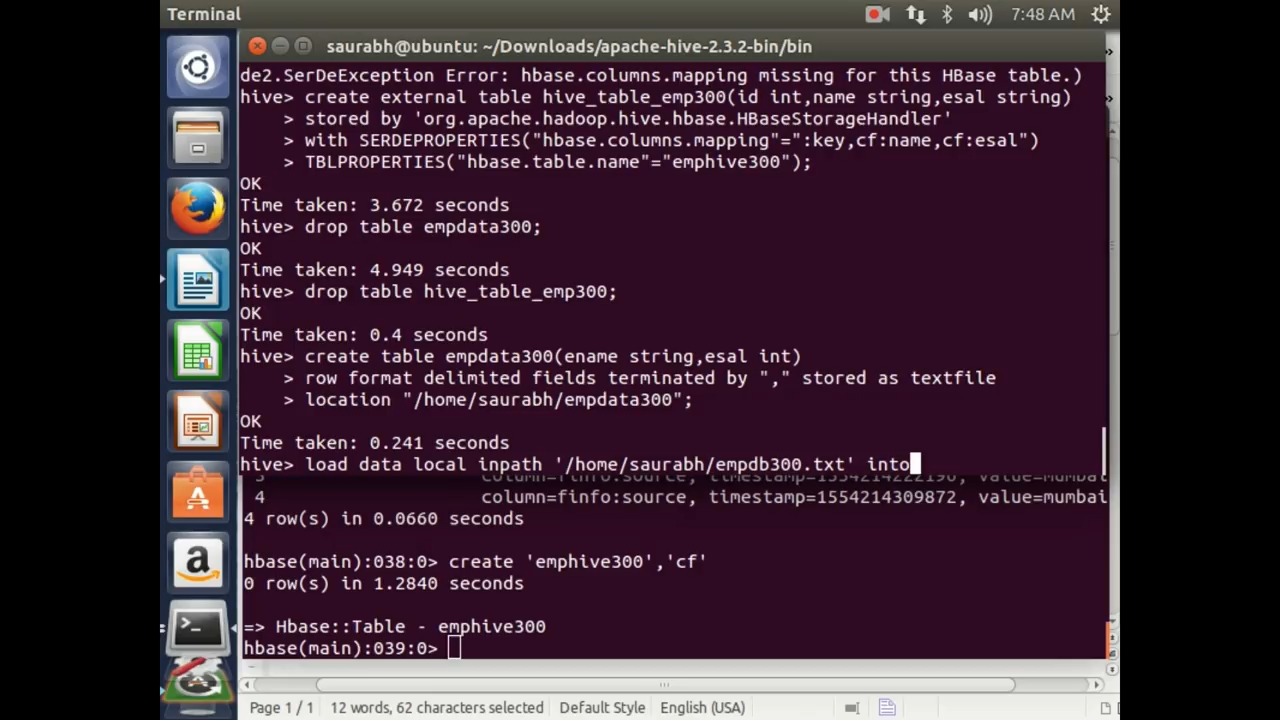 Terminal
7:48 AM
saurabh@ubuntu: ~/Downloads/apache-hive-2.3.2-bin/bin
de2.SerDeException Error: hbase.columns.mapping missing for this HBase table.)
hive> create external table hive_table_emp300(id int,name string,esal string)
> stored by 'org.apache.hadoop.hive.hbase.HBaseStorageHandler'
> with SERDEPROPERTIES("hbase.columns.mapping"=":key,cf:name,cf:esal")
> TBLPROPERTIES("hbase.table.name"="emphive300");
OK
Time taken: 3.672 seconds
hive> drop table empdata300;
OK
Time taken: 4.949 seconds
hive> drop table hive_table_emp300;
OK
Time taken: 0.4 seconds
hive> create table empdata300(ename string,esal int)
> row format delimited fields terminated by "," stored as textfile
> location "/home/saurabh/empdata300";
OK
Time taken: 0.241 seconds
hive> load data local inpath '/home/saurabh/empdb300.txt' into
3 column=finfo:source, timestamp=1554214222196, value=mumbai
4 column=finfo:source, timestamp=1554214309872, value=mumbai
4 row(s) in 0.0660 seconds
hbase(main):038:0> create 'emphive300','cf'
0 row(s) in 1.2840 seconds
=> Hbase::Table - emphive300
hbase(main):039:0>
Page 1 / 1 12 words, 62 characters selected Default Style English (USA)